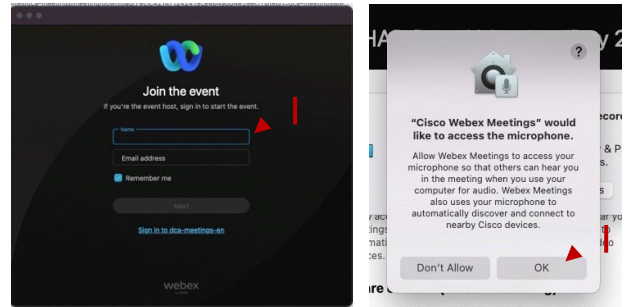 Join the event
If you're the event host, sign in to start the event.
Name
Email address
Remember me
Next
Sign in to dca-meetings-en
webex
HA
y 2
?
"Cisco Webex Meetings" would
like to access the microphone.
Allow Webex Meetings to access your
microphone so that others can hear you
in the meeting when you use your
computer for audio. Webex Meetings
also uses your microphone to
automatically discover and connect to
nearby Cisco devices.
Don't Allow
OK
ecor
& P
s.